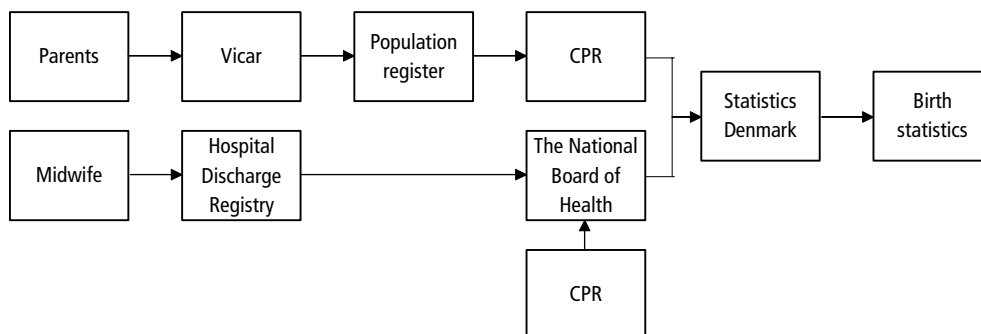 Parents
Vicar
Population
register
CPR
Statistics
Denmark
Birth
statistics
Midwife
Hospital
Discharge
Registry
The National
Board of
Health
CPR